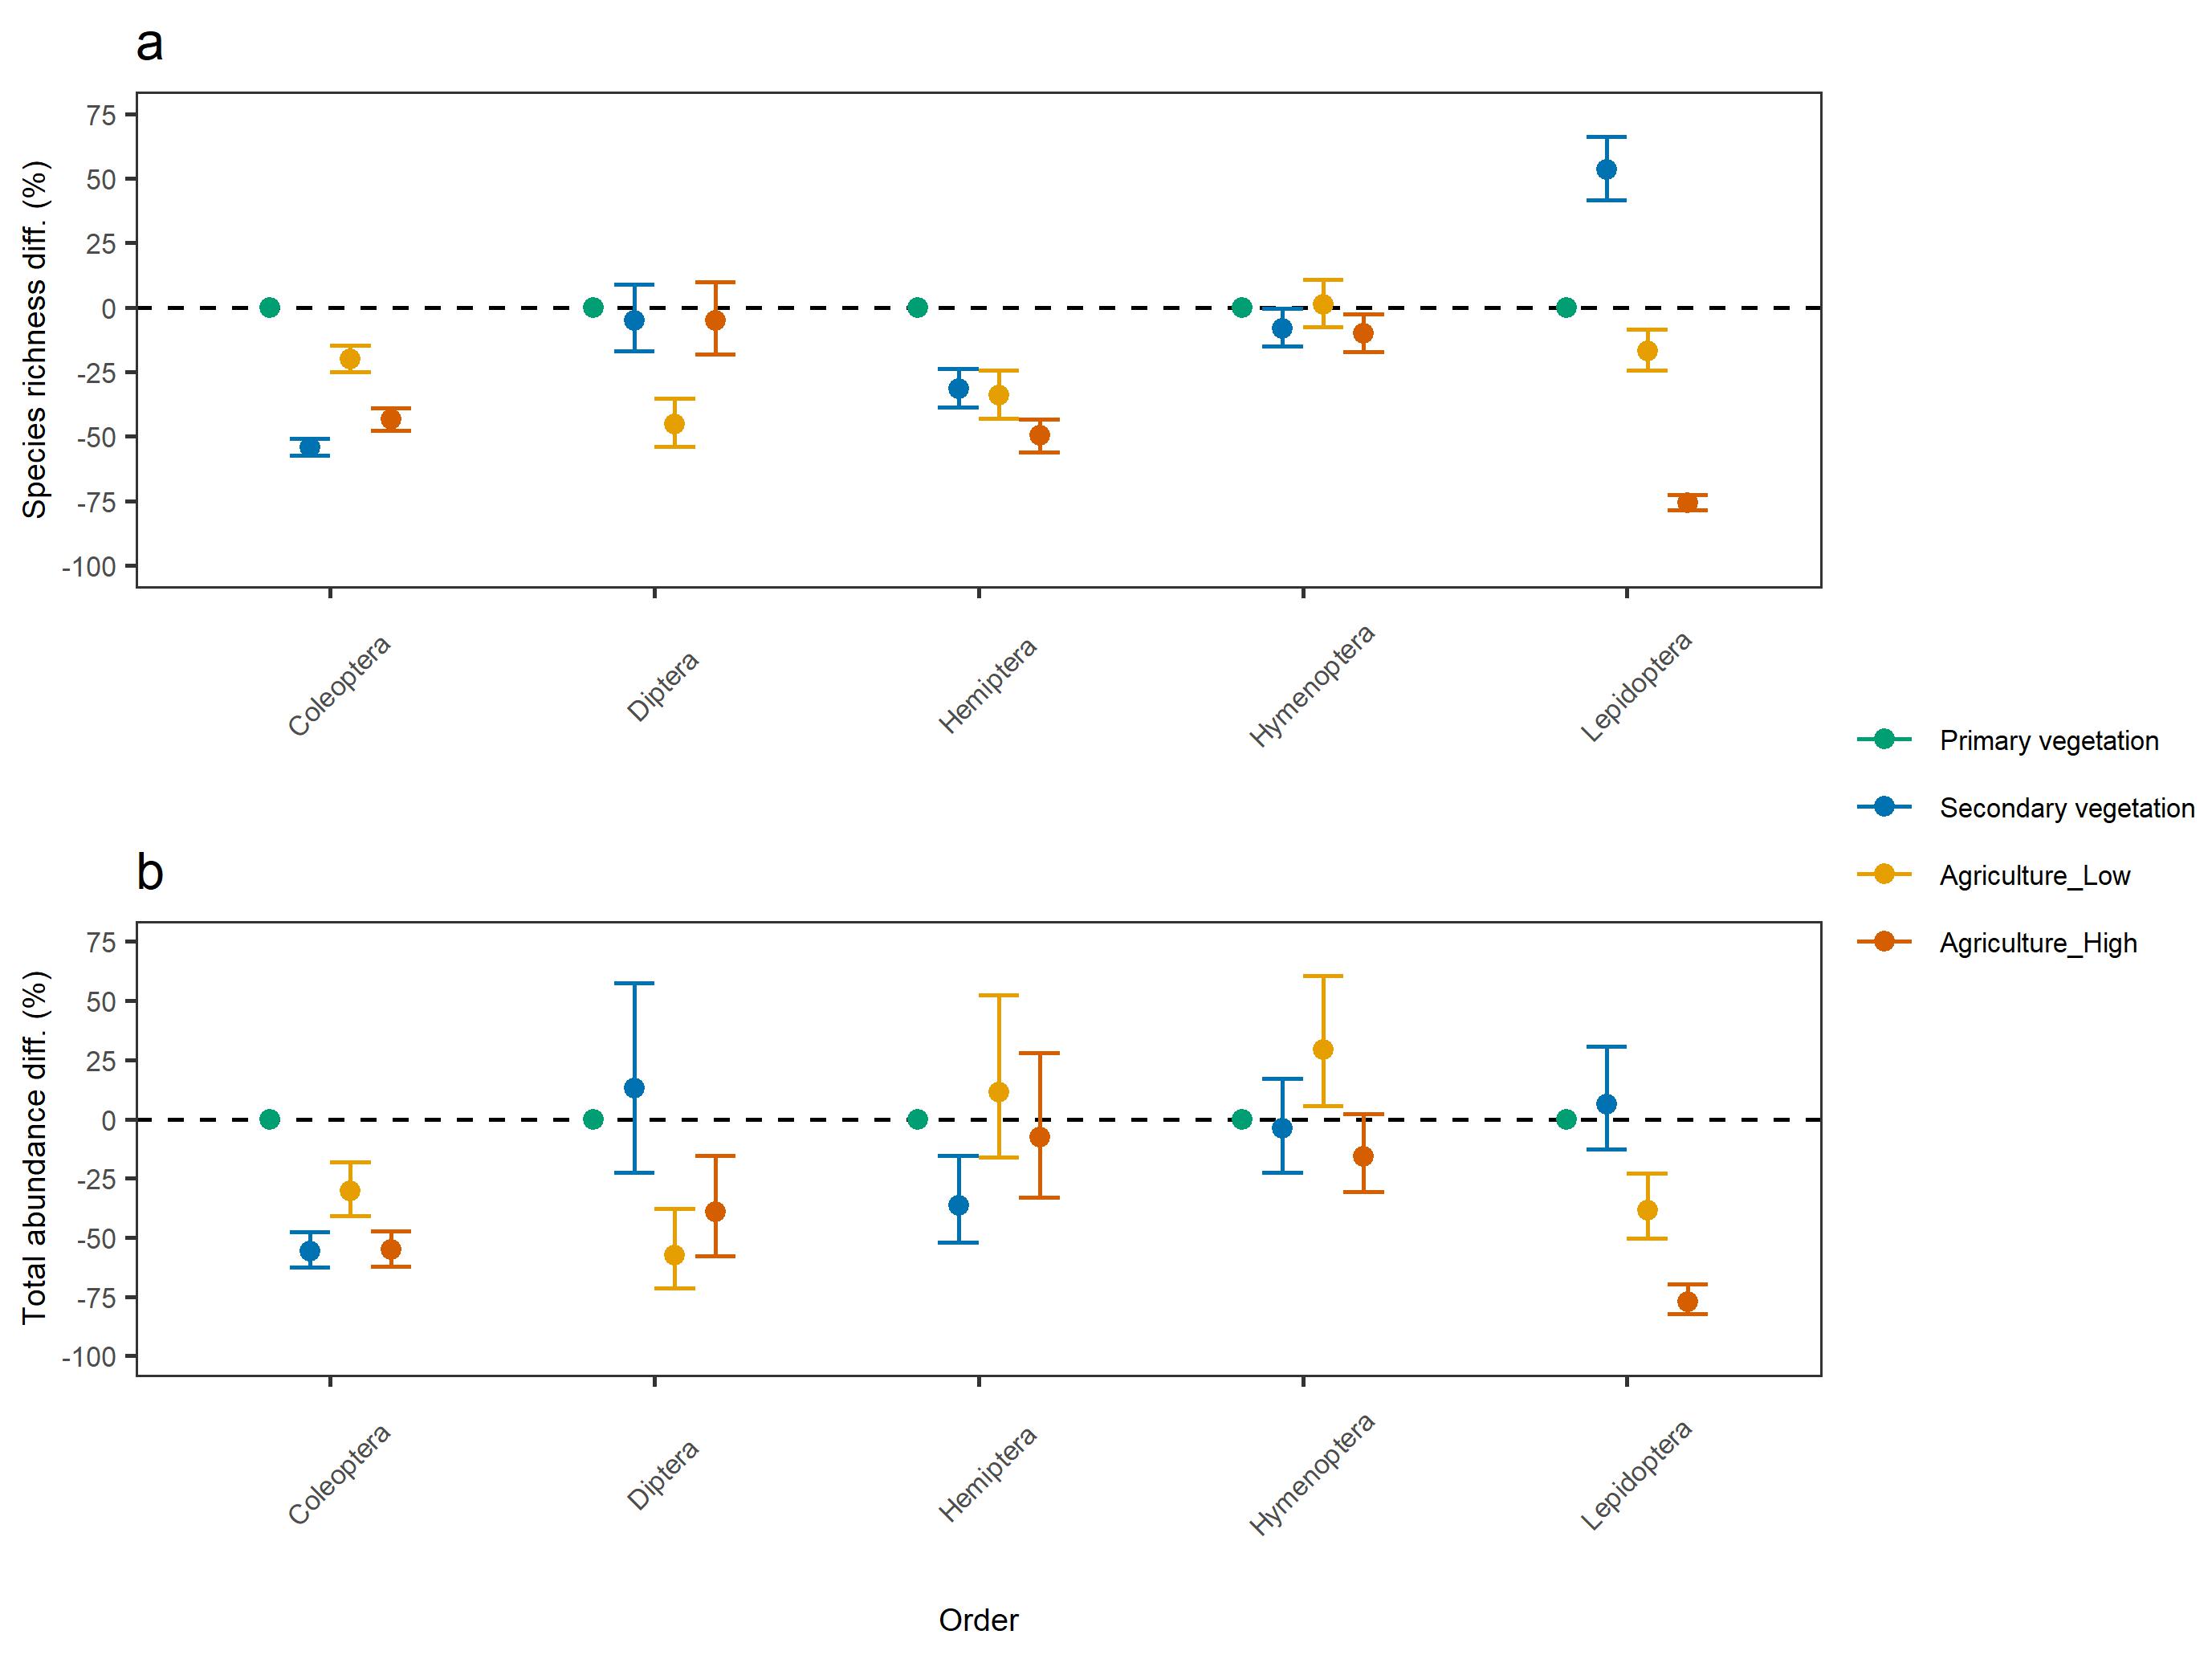 a
Species richness diff. (%)
75
50
25
0
-25
-50
-75
-100
Coleoptera
Diptera
Hemiptera
Hymenoptera
Lepidoptera
Primary vegetation
Secondary vegetation
Agriculture_Low
Agriculture_High
b
Total abundance diff. (%)
75
50
25
0
-25
-50
-75
-100
Coleoptera
Diptera
Hemiptera
Hymenoptera
Lepidoptera
Order